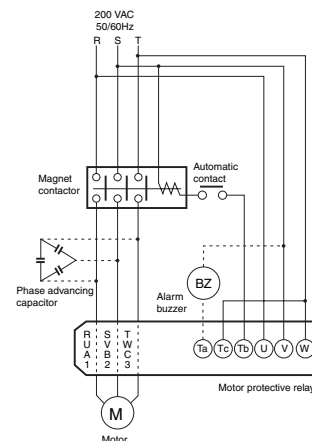 200 VAC
50/60Hz
R S T
Magnet
contactor
Automatic
contact
Phase advancing
capacitor
BZ
Alarm
buzzer
R S T
U V W
A B C
1 2 3
Ta Tc Tb U V W
Motor protective relay
M
Motor